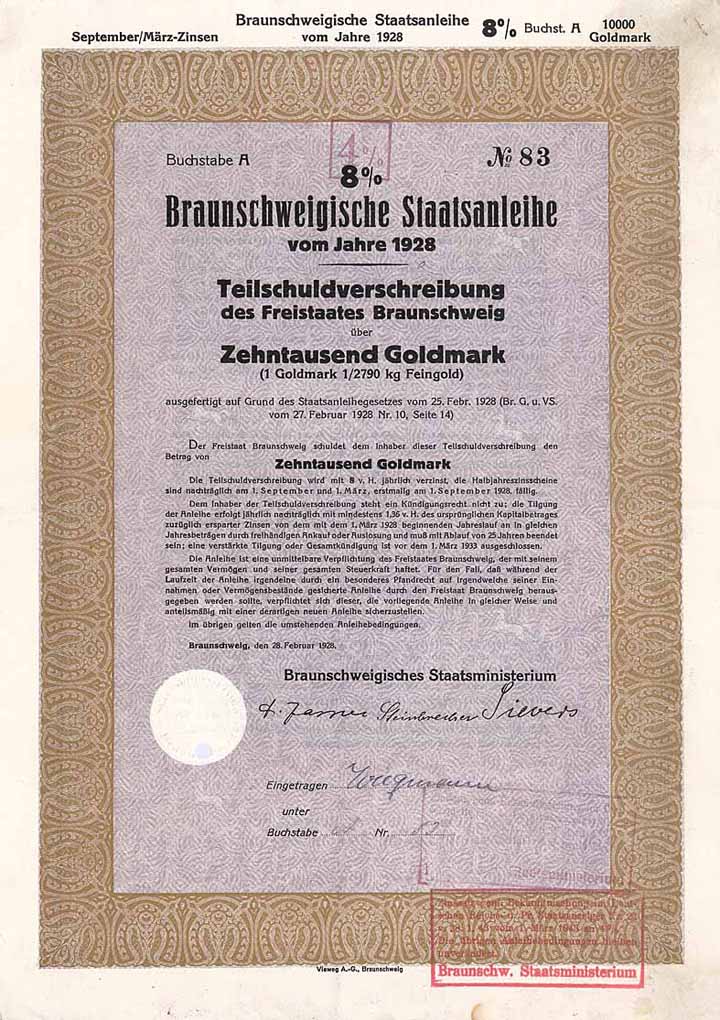 September/März-Zinsen
Braunschweigische Staatsanleihe
vom Jahre 1928
8% Buchst. A
10000
Goldmark
4%
Buchstabe A
№ 83
8%
Braunschweigische Staatsanleihe
vom Jahre 1928
Teilschuldverschreibung
des Freistaates Braunschweig
über
Zehntausend Goldmark
(1 Goldmark 1/2790 kg Feingold)
ausgefertigt auf Grund des Staatsanleihegesetzes vom 25. Febr. 1928 (Br. G. u. VS.
vom 27. Februar 1928 Nr. 10, Seite 14)
Der Freistaat Braunschweig schuldet dem Inhaber dieser Teilschuldverschreibung den
Betrag von
Zehntausend Goldmark
Die Teilschuldverschreibung wird mit 8 v. H. jährlich verzinst, die Halbjahreszinsscheine
sind nachträglich am 1. September und 1. März, erstmalig am 1. September 1928, fällig.
Dem Inhaber der Teilschuldverschreibung steht ein Kündigungsrecht nicht zu; die Tilgung
der Anleihe erfolgt jährlich nachträglich mit mindestens 1,36 v. H. des ursprünglichen Kapitalbetrages
zuzüglich ersparter Zinsen von dem mit dem 1. März 1928 beginnenden Jahreslauf an in gleichen
Jahresbeträgen durch freihändigen Ankauf oder Auslosung und muß mit Ablauf von 25 Jahren beendet
sein; eine verstärkte Tilgung oder Gesamtkündigung ist vor dem 1. März 1933 ausgeschlossen.
Die Anleihe ist eine unmittelbare Verpflichtung des Freistaates Braunschweig, der mit seinem
gesamten Vermögen und seiner gesamten Steuerkraft haftet. Für den Fall, daß während der
Laufzeit der Anleihe irgendeine durch ein besonderes Pfandrecht auf irgendwelche seiner Ein-
nahmen oder Vermögensbestände gesicherte Anleihe durch den Freistaat Braunschweig heraus-
gegeben werden sollte, verpflichtet sich dieser, die vorliegende Anleihe in gleicher Weise und
anteilsmäßig mit einer derartigen neuen Anleihe sicherzustellen.
Im übrigen gelten die umstehenden Anleihebedingungen.
Braunschweig, den 28. Februar 1928.
Braunschweigisches Staatsministerium
Steinbrecher Sievers
Eingetragen Wegmann
unter
Buchstabe A Nr. 83
Staatsministerium
Die übrigen Anleihebedingungen bleiben
unverändert.
Braunschw. Staatsministerium
Vieweg A.-G., Braunschweig